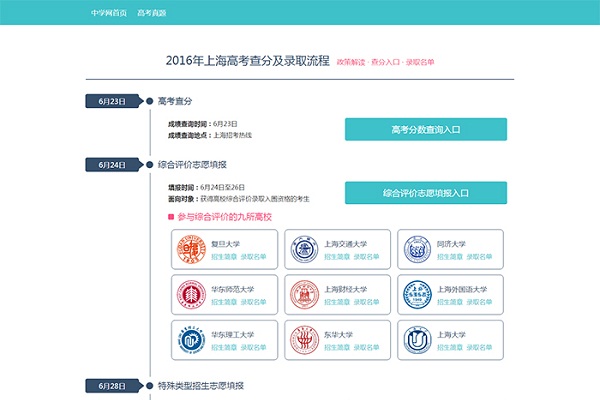 中学网首页 高考真题
2016年上海高考查分及录取流程 政策解读 · 查分入口 · 录取名单
6月23日 高考查分
成绩查询时间：6月23日
成绩查询地点：上海招考热线
高考分数查询入口
6月24日 综合评价志愿填报
填报时间：6月24日至26日
面向对象：获得高校综合评价录取入围资格的考生
综合评价志愿填报入口
参与综合评价的九所高校
复旦大学
招生简章 录取名单
上海交通大学
招生简章 录取名单
同济大学
招生简章 录取名单
华东师范大学
招生简章 录取名单
上海财经大学
招生简章 录取名单
上海外国语大学
招生简章 录取名单
华东理工大学
招生简章 录取名单
东华大学
招生简章 录取名单
上海大学
招生简章 录取名单
6月28日 特殊类型招生志愿填报